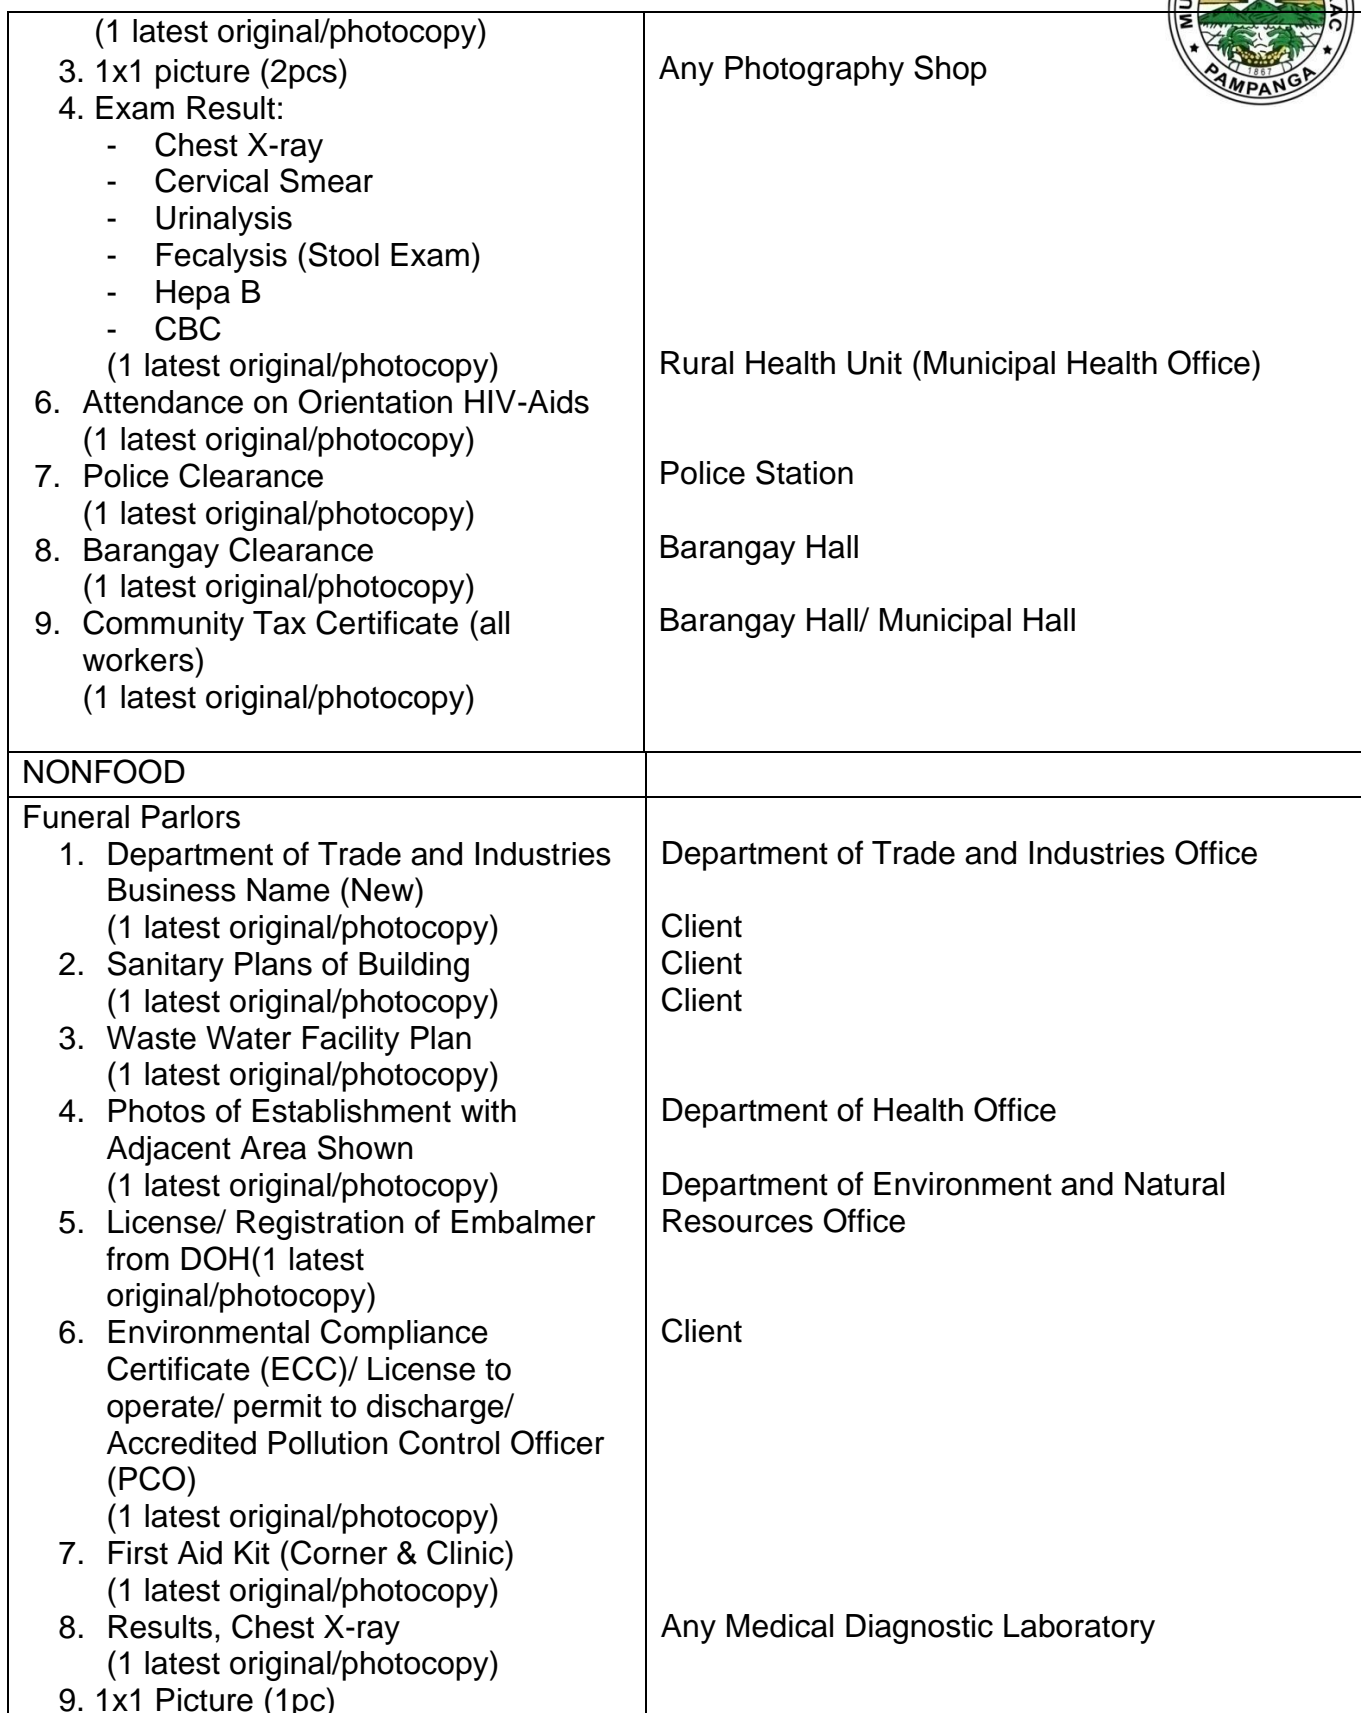 MU
AC
1867
PAMPANGA
(1 latest original/photocopy)
3. 1x1 picture (2pcs)
Any Photography Shop
4. Exam Result:
- Chest X-ray
- Cervical Smear
- Urinalysis
- Fecalysis (Stool Exam)
- Hepa B
- CBC
(1 latest original/photocopy)
Rural Health Unit (Municipal Health Office)
6. Attendance on Orientation HIV-Aids
(1 latest original/photocopy)
7. Police Clearance
Police Station
(1 latest original/photocopy)
8. Barangay Clearance
Barangay Hall
(1 latest original/photocopy)
9. Community Tax Certificate (all
Barangay Hall/ Municipal Hall
workers)
(1 latest original/photocopy)
NONFOOD
Funeral Parlors
1. Department of Trade and Industries
Department of Trade and Industries Office
Business Name (New)
(1 latest original/photocopy)
Client
2. Sanitary Plans of Building
Client
(1 latest original/photocopy)
Client
3. Waste Water Facility Plan
(1 latest original/photocopy)
4. Photos of Establishment with
Department of Health Office
Adjacent Area Shown
(1 latest original/photocopy)
Department of Environment and Natural
5. License/ Registration of Embalmer
Resources Office
from DOH(1 latest
original/photocopy)
6. Environmental Compliance
Client
Certificate (ECC)/ License to
operate/ permit to discharge/
Accredited Pollution Control Officer
(PCO)
(1 latest original/photocopy)
7. First Aid Kit (Corner & Clinic)
(1 latest original/photocopy)
8. Results, Chest X-ray
Any Medical Diagnostic Laboratory
(1 latest original/photocopy)
9. 1x1 Picture (1pc)